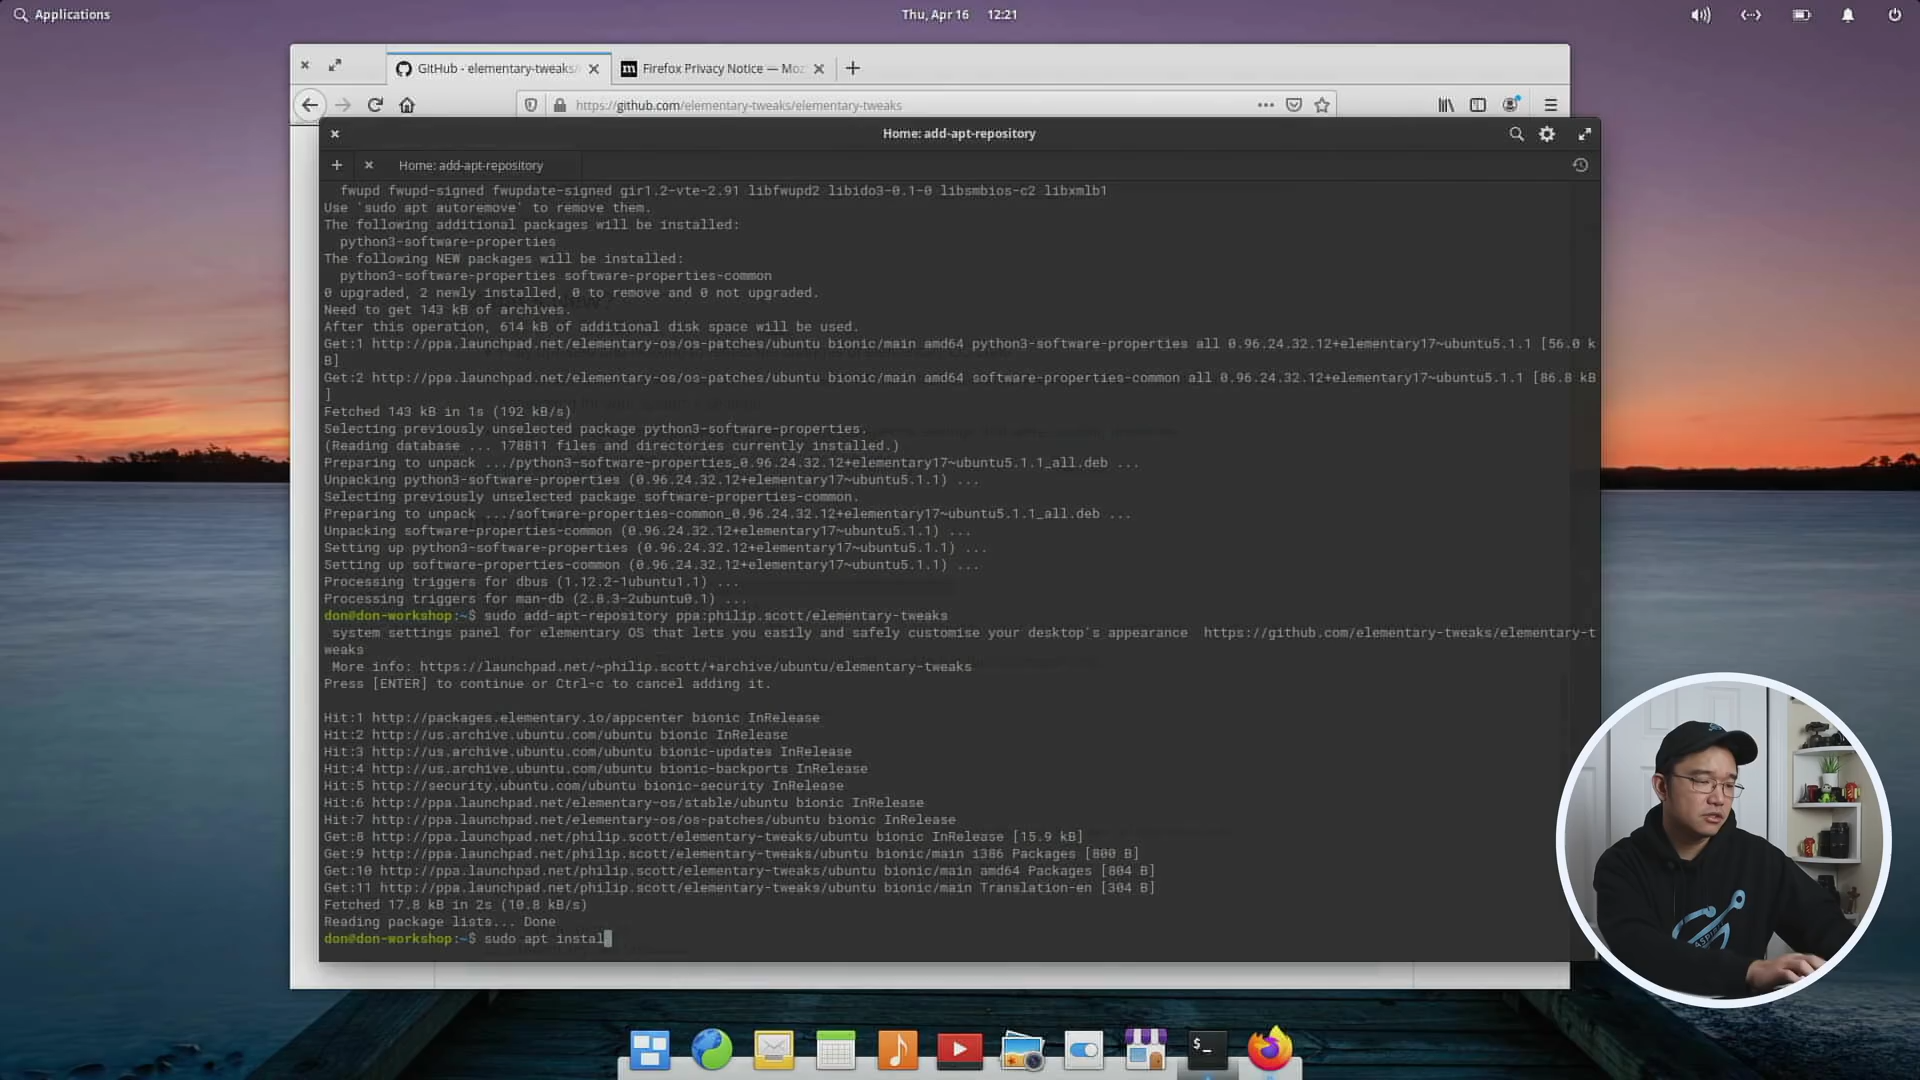 Applications
Thu, Apr 16 12:21
GitHub - elementary-tweaks/
Firefox Privacy Notice — Moz
https://github.com/elementary-tweaks/elementary-tweaks
Home: add-apt-repository
Home: add-apt-repository
fwupd fwupd-signed fwupdate-signed gir1.2-vte-2.91 libfwupd2 libido3-0.1-0 libsmbios-c2 libxmlb1
Use `sudo apt autoremove` to remove them.
The following additional packages will be installed:
python3-software-properties
The following NEW packages will be installed:
python3-software-properties software-properties-common
0 upgraded, 2 newly installed, 0 to remove and 0 not upgraded.
Need to get 143 kB of archives.
After this operation, 614 kB of additional disk space will be used.
Get:1 http://ppa.launchpad.net/elementary-os/os-patches/ubuntu bionic/main amd64 python3-software-properties all 0.96.24.32.12+elementary17~ubuntu5.1.1 [56.0 k
B]
Get:2 http://ppa.launchpad.net/elementary-os/os-patches/ubuntu bionic/main amd64 software-properties-common all 0.96.24.32.12+elementary17~ubuntu5.1.1 [86.8 kB
]
Fetched 143 kB in 1s (192 kB/s)
Selecting previously unselected package python3-software-properties.
(Reading database ... 178811 files and directories currently installed.)
Preparing to unpack .../python3-software-properties_0.96.24.32.12+elementary17~ubuntu5.1.1_all.deb ...
Unpacking python3-software-properties (0.96.24.32.12+elementary17~ubuntu5.1.1) ...
Selecting previously unselected package software-properties-common.
Preparing to unpack .../software-properties-common_0.96.24.32.12+elementary17~ubuntu5.1.1_all.deb ...
Unpacking software-properties-common (0.96.24.32.12+elementary17~ubuntu5.1.1) ...
Setting up python3-software-properties (0.96.24.32.12+elementary17~ubuntu5.1.1) ...
Setting up software-properties-common (0.96.24.32.12+elementary17~ubuntu5.1.1) ...
Processing triggers for dbus (1.12.2-1ubuntu1.1) ...
Processing triggers for man-db (2.8.3-2ubuntu0.1) ...
don@don-workshop:~$ sudo add-apt-repository ppa:philip.scott/elementary-tweaks
system settings panel for elementary OS that lets you easily and safely customise your desktop's appearance https://github.com/elementary-tweaks/elementary-t
weaks
More info: https://launchpad.net/~philip.scott/+archive/ubuntu/elementary-tweaks
Press [ENTER] to continue or Ctrl-c to cancel adding it.
Hit:1 http://packages.elementary.io/appcenter bionic InRelease
Hit:2 http://us.archive.ubuntu.com/ubuntu bionic InRelease
Hit:3 http://us.archive.ubuntu.com/ubuntu bionic-updates InRelease
Hit:4 http://us.archive.ubuntu.com/ubuntu bionic-backports InRelease
Hit:5 http://security.ubuntu.com/ubuntu bionic-security InRelease
Hit:6 http://ppa.launchpad.net/elementary-os/stable/ubuntu bionic InRelease
Hit:7 http://ppa.launchpad.net/elementary-os/os-patches/ubuntu bionic InRelease
Get:8 http://ppa.launchpad.net/philip.scott/elementary-tweaks/ubuntu bionic InRelease [15.9 kB]
Get:9 http://ppa.launchpad.net/philip.scott/elementary-tweaks/ubuntu bionic/main i386 Packages [800 B]
Get:10 http://ppa.launchpad.net/philip.scott/elementary-tweaks/ubuntu bionic/main amd64 Packages [804 B]
Get:11 http://ppa.launchpad.net/philip.scott/elementary-tweaks/ubuntu bionic/main Translation-en [304 B]
Fetched 17.8 kB in 2s (10.8 kB/s)
Reading package lists... Done
don@don-workshop:~$ sudo apt instal